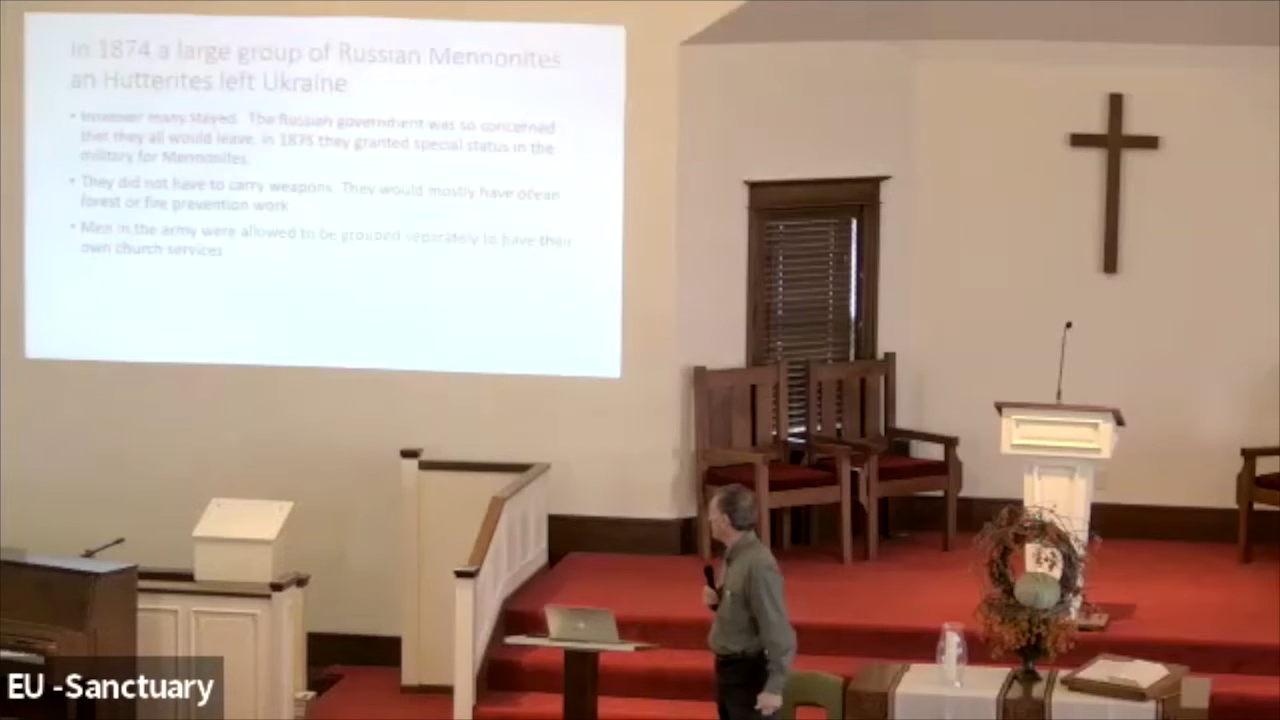 In 1874 a large group of Russian Mennonites
an Hutterites left Ukraine
• However many stayed. The Russian government was so concerned
that they all would leave, in 1875 they granted special status in the
military for Mennonites.
• They did not have to carry weapons. They would mostly have ocean
forest or fire prevention work
• Men in the army were allowed to be grouped separately to have their
own church services
EU -Sanctuary